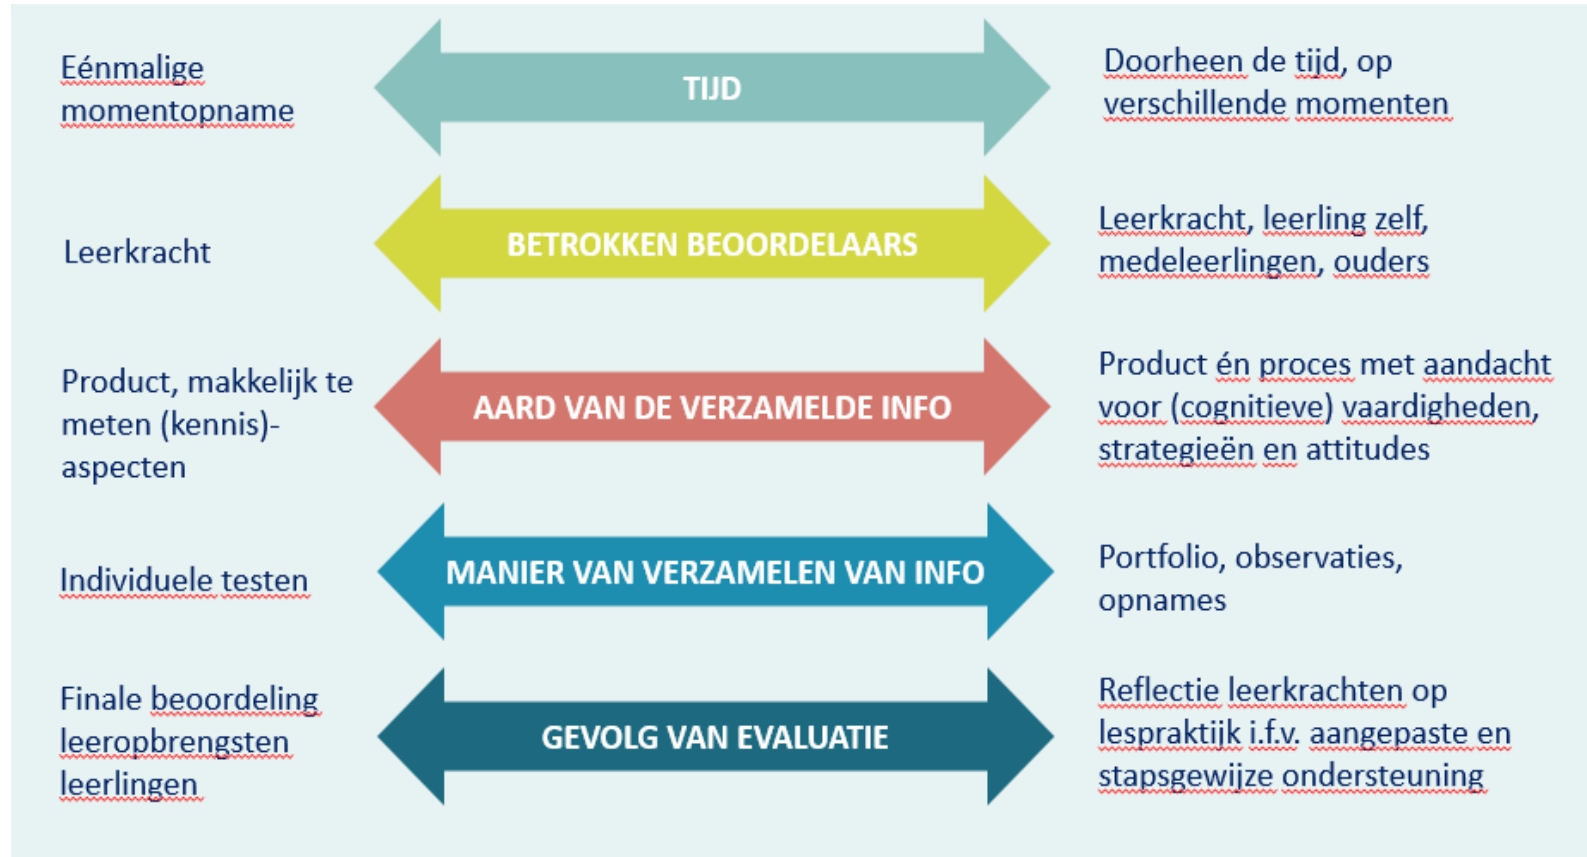 Eénmalige
momentopname
TIJD
Doorheen de tijd, op
verschillende momenten
Leerkracht
BETROKKEN BEOORDELAARS
Leerkracht, leerling zelf,
medeleerlingen, ouders
Product, makkelijk te
meten (kennis)-
aspecten
AARD VAN DE VERZAMELDE INFO
Product én proces met aandacht
voor (cognitieve) vaardigheden,
strategieën en attitudes
Individuele testen
MANIER VAN VERZAMELEN VAN INFO
Portfolio, observaties,
opnames
Finale beoordeling
leeropbrengsten
leerlingen
GEVOLG VAN EVALUATIE
Reflectie leerkrachten op
lespraktijk i.f.v. aangepaste en
stapsgewijze ondersteuning